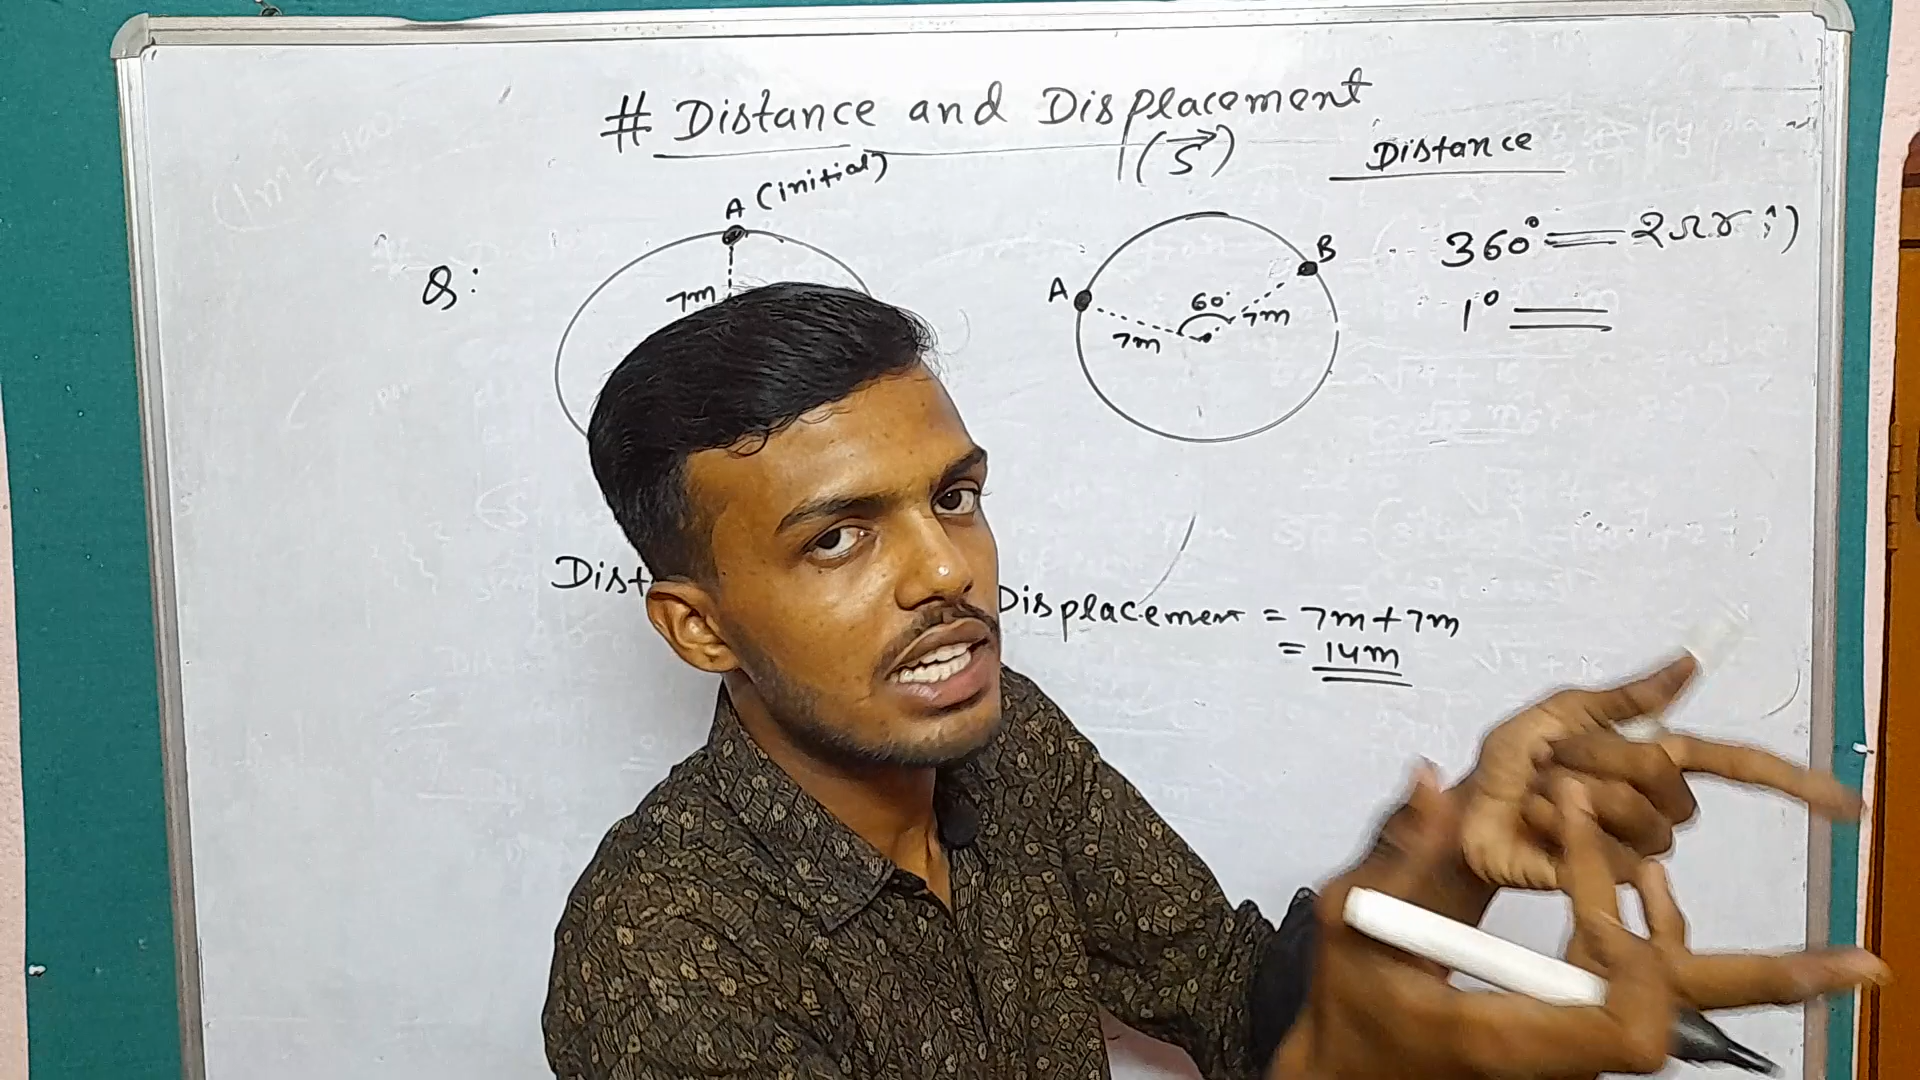 # Distance and Displacement
(S)
Distance
A (initial)
7m
Q:
A
B
60°
7m
7m
360° = 2πr
1° =
Dist
Displacement = 7m+7m
= 14m